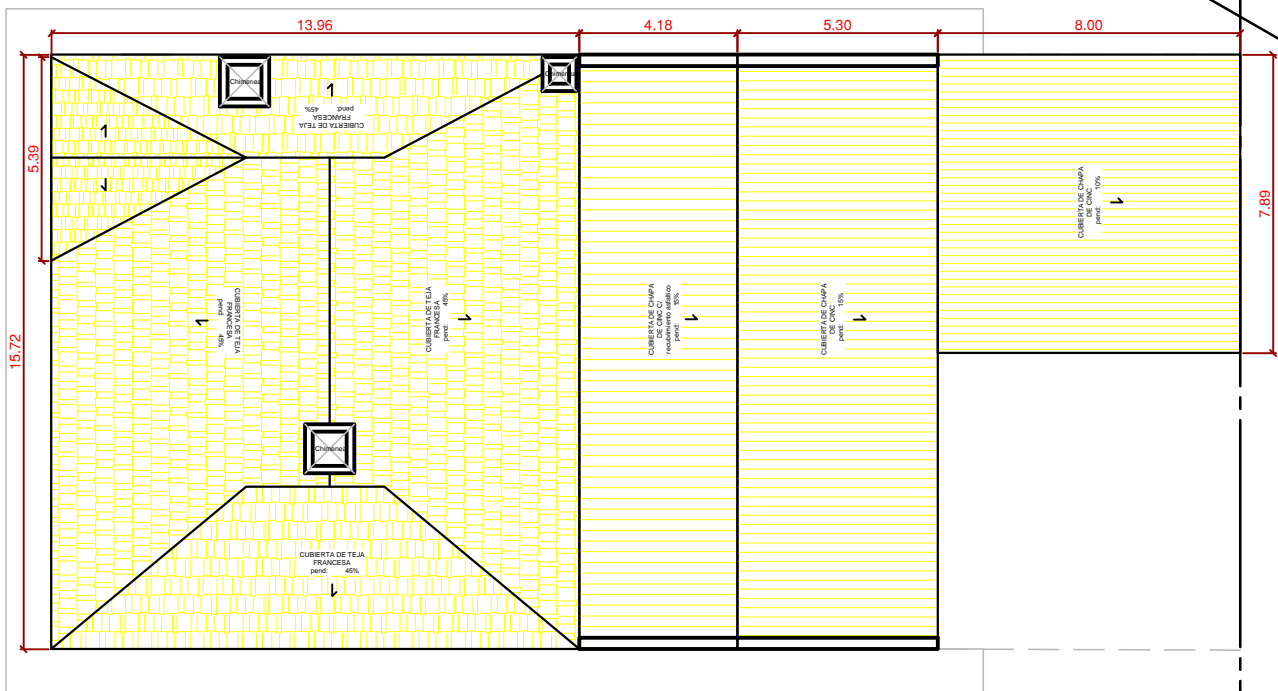 13.96
4.18
5.30
8.00
Chimenea
Chimenea
CUBIERTA DE TEJA
FRANCESA
pend: 45%
5.39
15.72
7.89
CUBIERTA DE CHAPA
DE CINC
pend: 10%
CUBIERTA DE TEJA
FRANCESA
pend: 45%
CUBIERTA DE TEJA
FRANCESA
pend: 45%
CUBIERTA DE CHAPA
DE CINC C/
recubrimiento asfaltico
pend: 15%
CUBIERTA DE CHAPA
DE CINC
pend: 15%
Chimenea
CUBIERTA DE TEJA
FRANCESA
pend: 45%